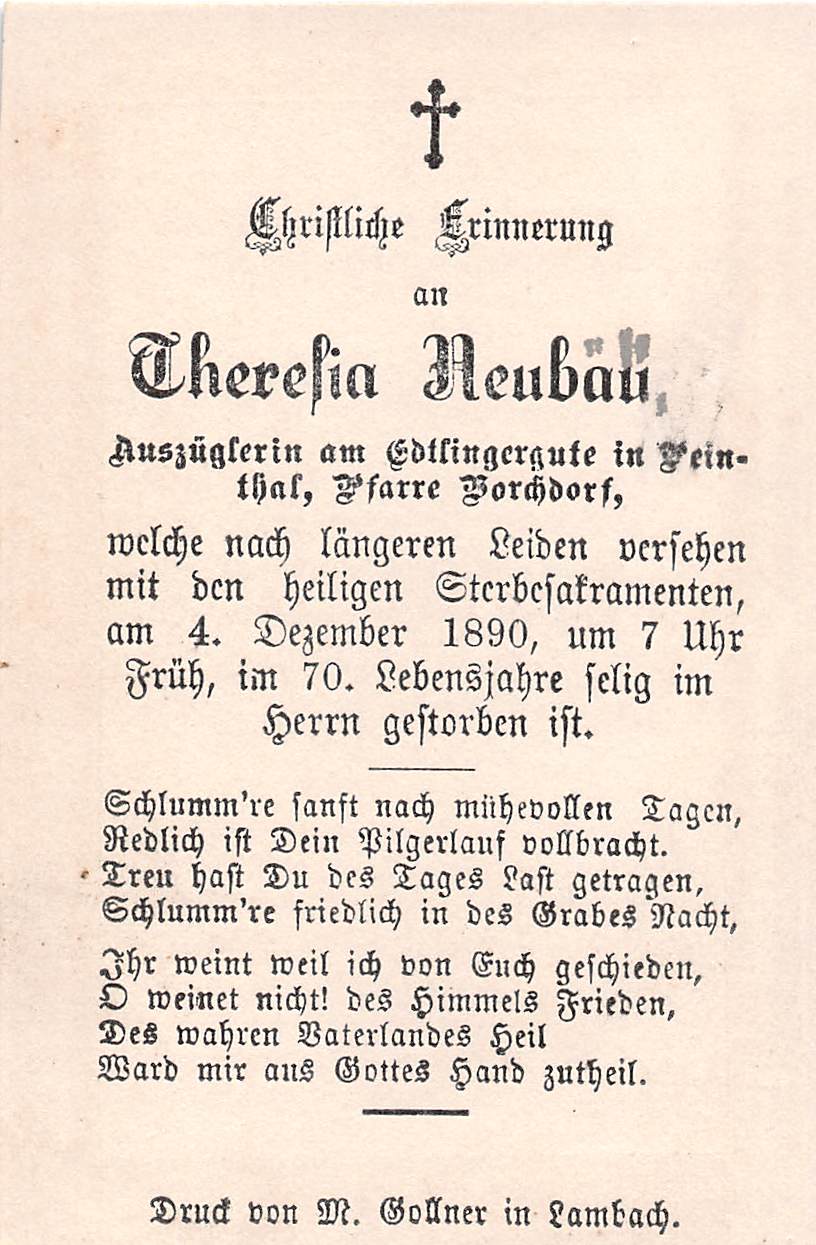 Christliche Erinnerung
an
Theresia Neubäu,
Auszüglerin am Edtlingergute in Pein-
thal, Pfarre Vorchdorf,
welche nach längeren Leiden versehen
mit den heiligen Sterbesakramenten,
am 4. Dezember 1890, um 7 Uhr
Früh, im 70. Lebensjahre selig im
Herrn gestorben ist.
Schlumm're sanft nach mühevollen Tagen,
Redlich ist Dein Pilgerlauf vollbracht.
Treu hast Du des Tages Last getragen,
Schlumm're friedlich in des Grabes Nacht,
Ihr weint weil ich von Euch geschieden,
O weinet nicht! des Himmels Frieden,
Des wahren Vaterlandes Heil
Ward mir aus Gottes Hand zutheil.
Druck von M. Gollner in Lambach.